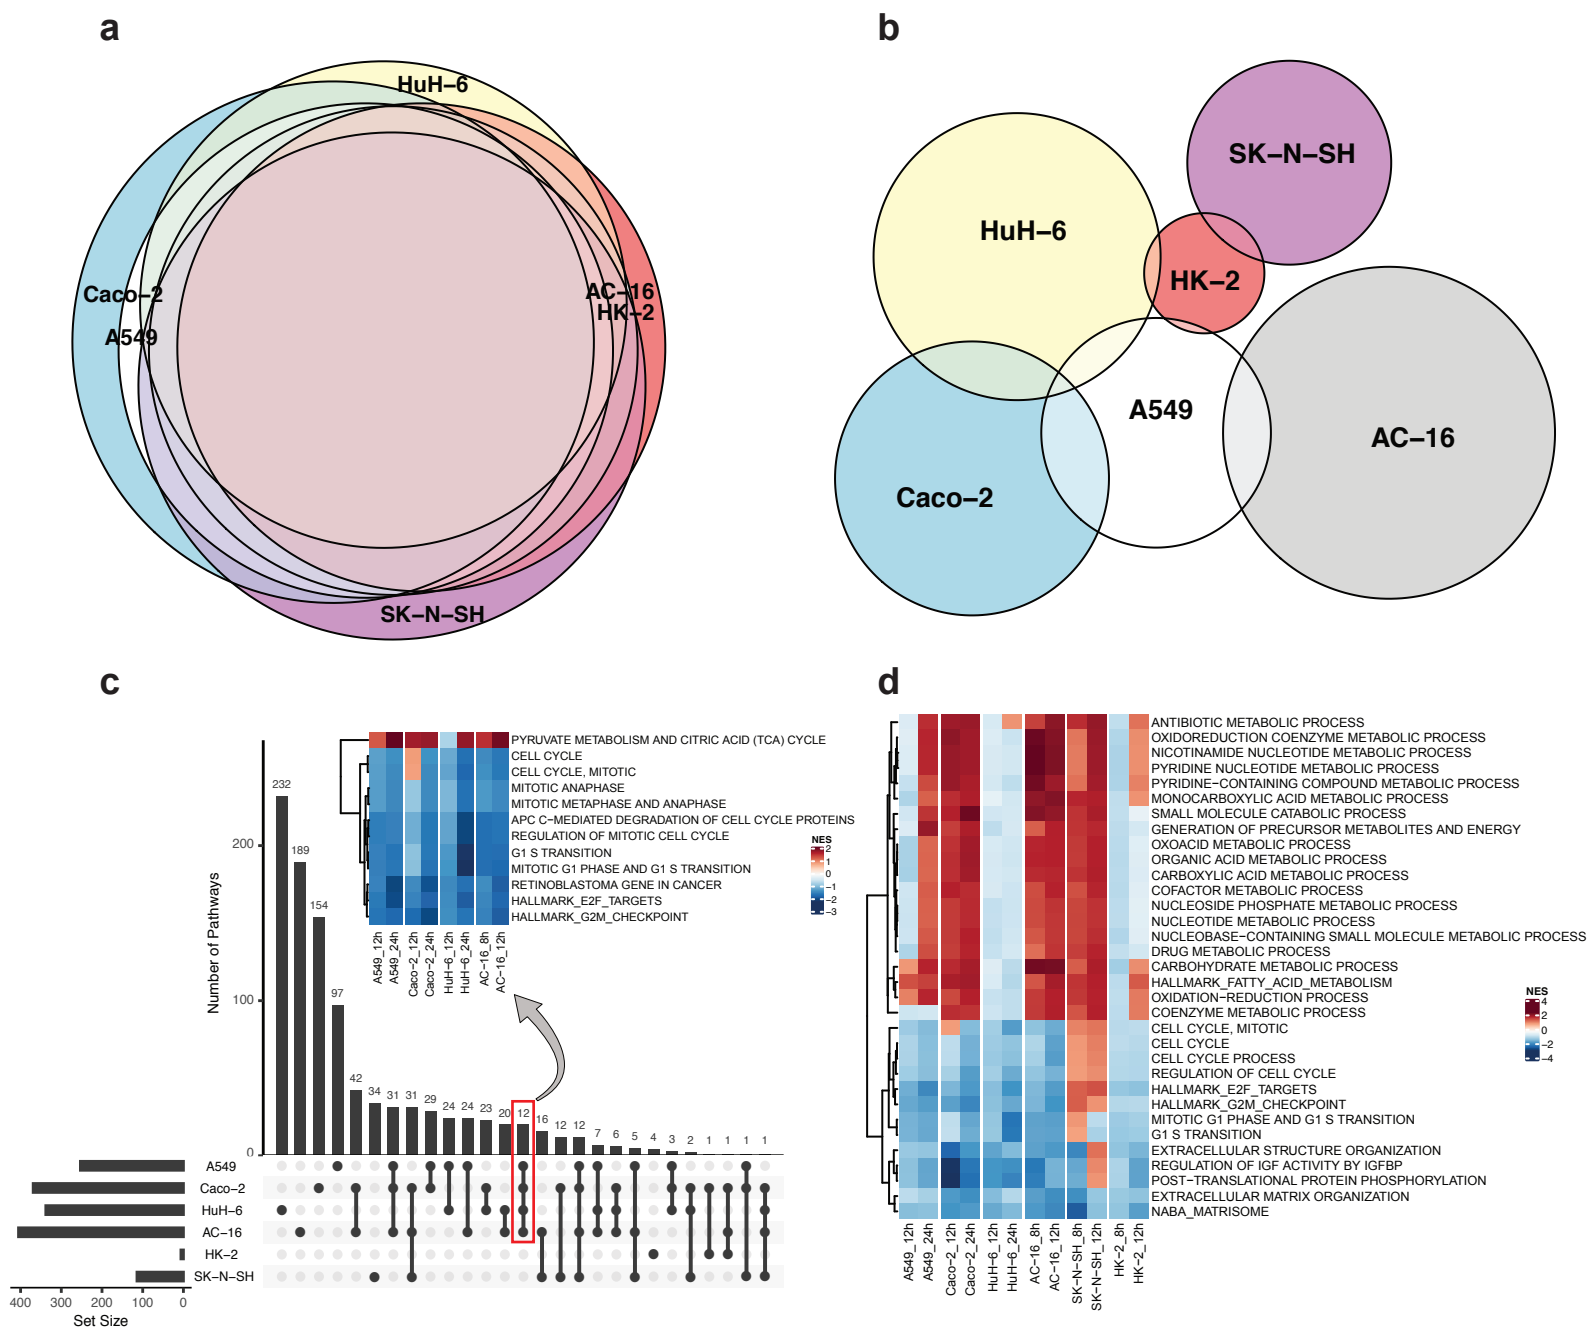 a
HuH−6
Caco−2
A549
AC−16
HK−2
SK−N−SH
b
SK−N−SH
HuH−6
HK−2
A549
AC−16
Caco−2
c
Number of Pathways
200
100
0
232
189
154
97
42
34
31
31
29
24
24
23
20
12
16
12
12
7
6
5
4
3
2
1
1
1
1
PYRUVATE METABOLISM AND CITRIC ACID (TCA) CYCLE
CELL CYCLE
CELL CYCLE, MITOTIC
MITOTIC ANAPHASE
MITOTIC METAPHASE AND ANAPHASE
APC C−MEDIATED DEGRADATION OF CELL CYCLE PROTEINS
REGULATION OF MITOTIC CELL CYCLE
G1 S TRANSITION
MITOTIC G1 PHASE AND G1 S TRANSITION
RETINOBLASTOMA GENE IN CANCER
HALLMARK_E2F_TARGETS
HALLMARK_G2M_CHECKPOINT
A549_12h
A549_24h
Caco−2_12h
Caco−2_24h
HuH−6_12h
HuH−6_24h
AC−16_8h
AC−16_12h
NES
2
1
0
−1
−2
−3
A549
Caco−2
HuH−6
AC−16
HK−2
SK−N−SH
400 300 200 100 0
Set Size
d
ANTIBIOTIC METABOLIC PROCESS
OXIDOREDUCTION COENZYME METABOLIC PROCESS
NICOTINAMIDE NUCLEOTIDE METABOLIC PROCESS
PYRIDINE NUCLEOTIDE METABOLIC PROCESS
PYRIDINE−CONTAINING COMPOUND METABOLIC PROCESS
MONOCARBOXYLIC ACID METABOLIC PROCESS
SMALL MOLECULE CATABOLIC PROCESS
GENERATION OF PRECURSOR METABOLITES AND ENERGY
OXOACID METABOLIC PROCESS
ORGANIC ACID METABOLIC PROCESS
CARBOXYLIC ACID METABOLIC PROCESS
COFACTOR METABOLIC PROCESS
NUCLEOSIDE PHOSPHATE METABOLIC PROCESS
NUCLEOTIDE METABOLIC PROCESS
NUCLEOBASE−CONTAINING SMALL MOLECULE METABOLIC PROCESS
DRUG METABOLIC PROCESS
CARBOHYDRATE METABOLIC PROCESS
HALLMARK_FATTY_ACID_METABOLISM
OXIDATION−REDUCTION PROCESS
COENZYME METABOLIC PROCESS
CELL CYCLE, MITOTIC
CELL CYCLE
CELL CYCLE PROCESS
REGULATION OF CELL CYCLE
HALLMARK_E2F_TARGETS
HALLMARK_G2M_CHECKPOINT
MITOTIC G1 PHASE AND G1 S TRANSITION
G1 S TRANSITION
EXTRACELLULAR STRUCTURE ORGANIZATION
REGULATION OF IGF ACTIVITY BY IGFBP
POST−TRANSLATIONAL PROTEIN PHOSPHORYLATION
EXTRACELLULAR MATRIX ORGANIZATION
NABA_MATRISOME
A549_12h
A549_24h
Caco−2_12h
Caco−2_24h
HuH−6_12h
HuH−6_24h
AC−16_8h
AC−16_12h
SK−N−SH_8h
SK−N−SH_12h
HK−2_8h
HK−2_12h
NES
4
2
0
−2
−4